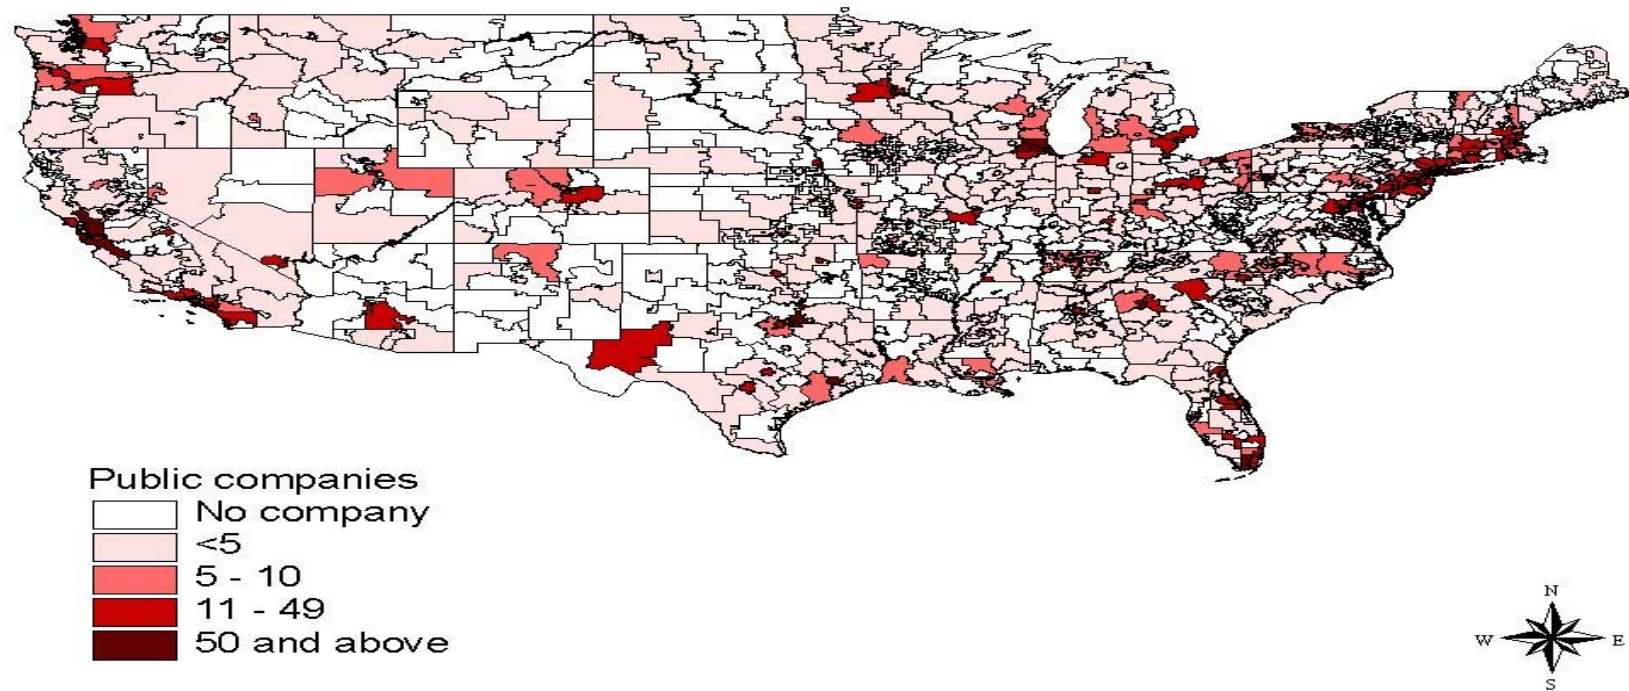 Public companies
No company
<5
5 - 10
11 - 49
50 and above
N
W E
S